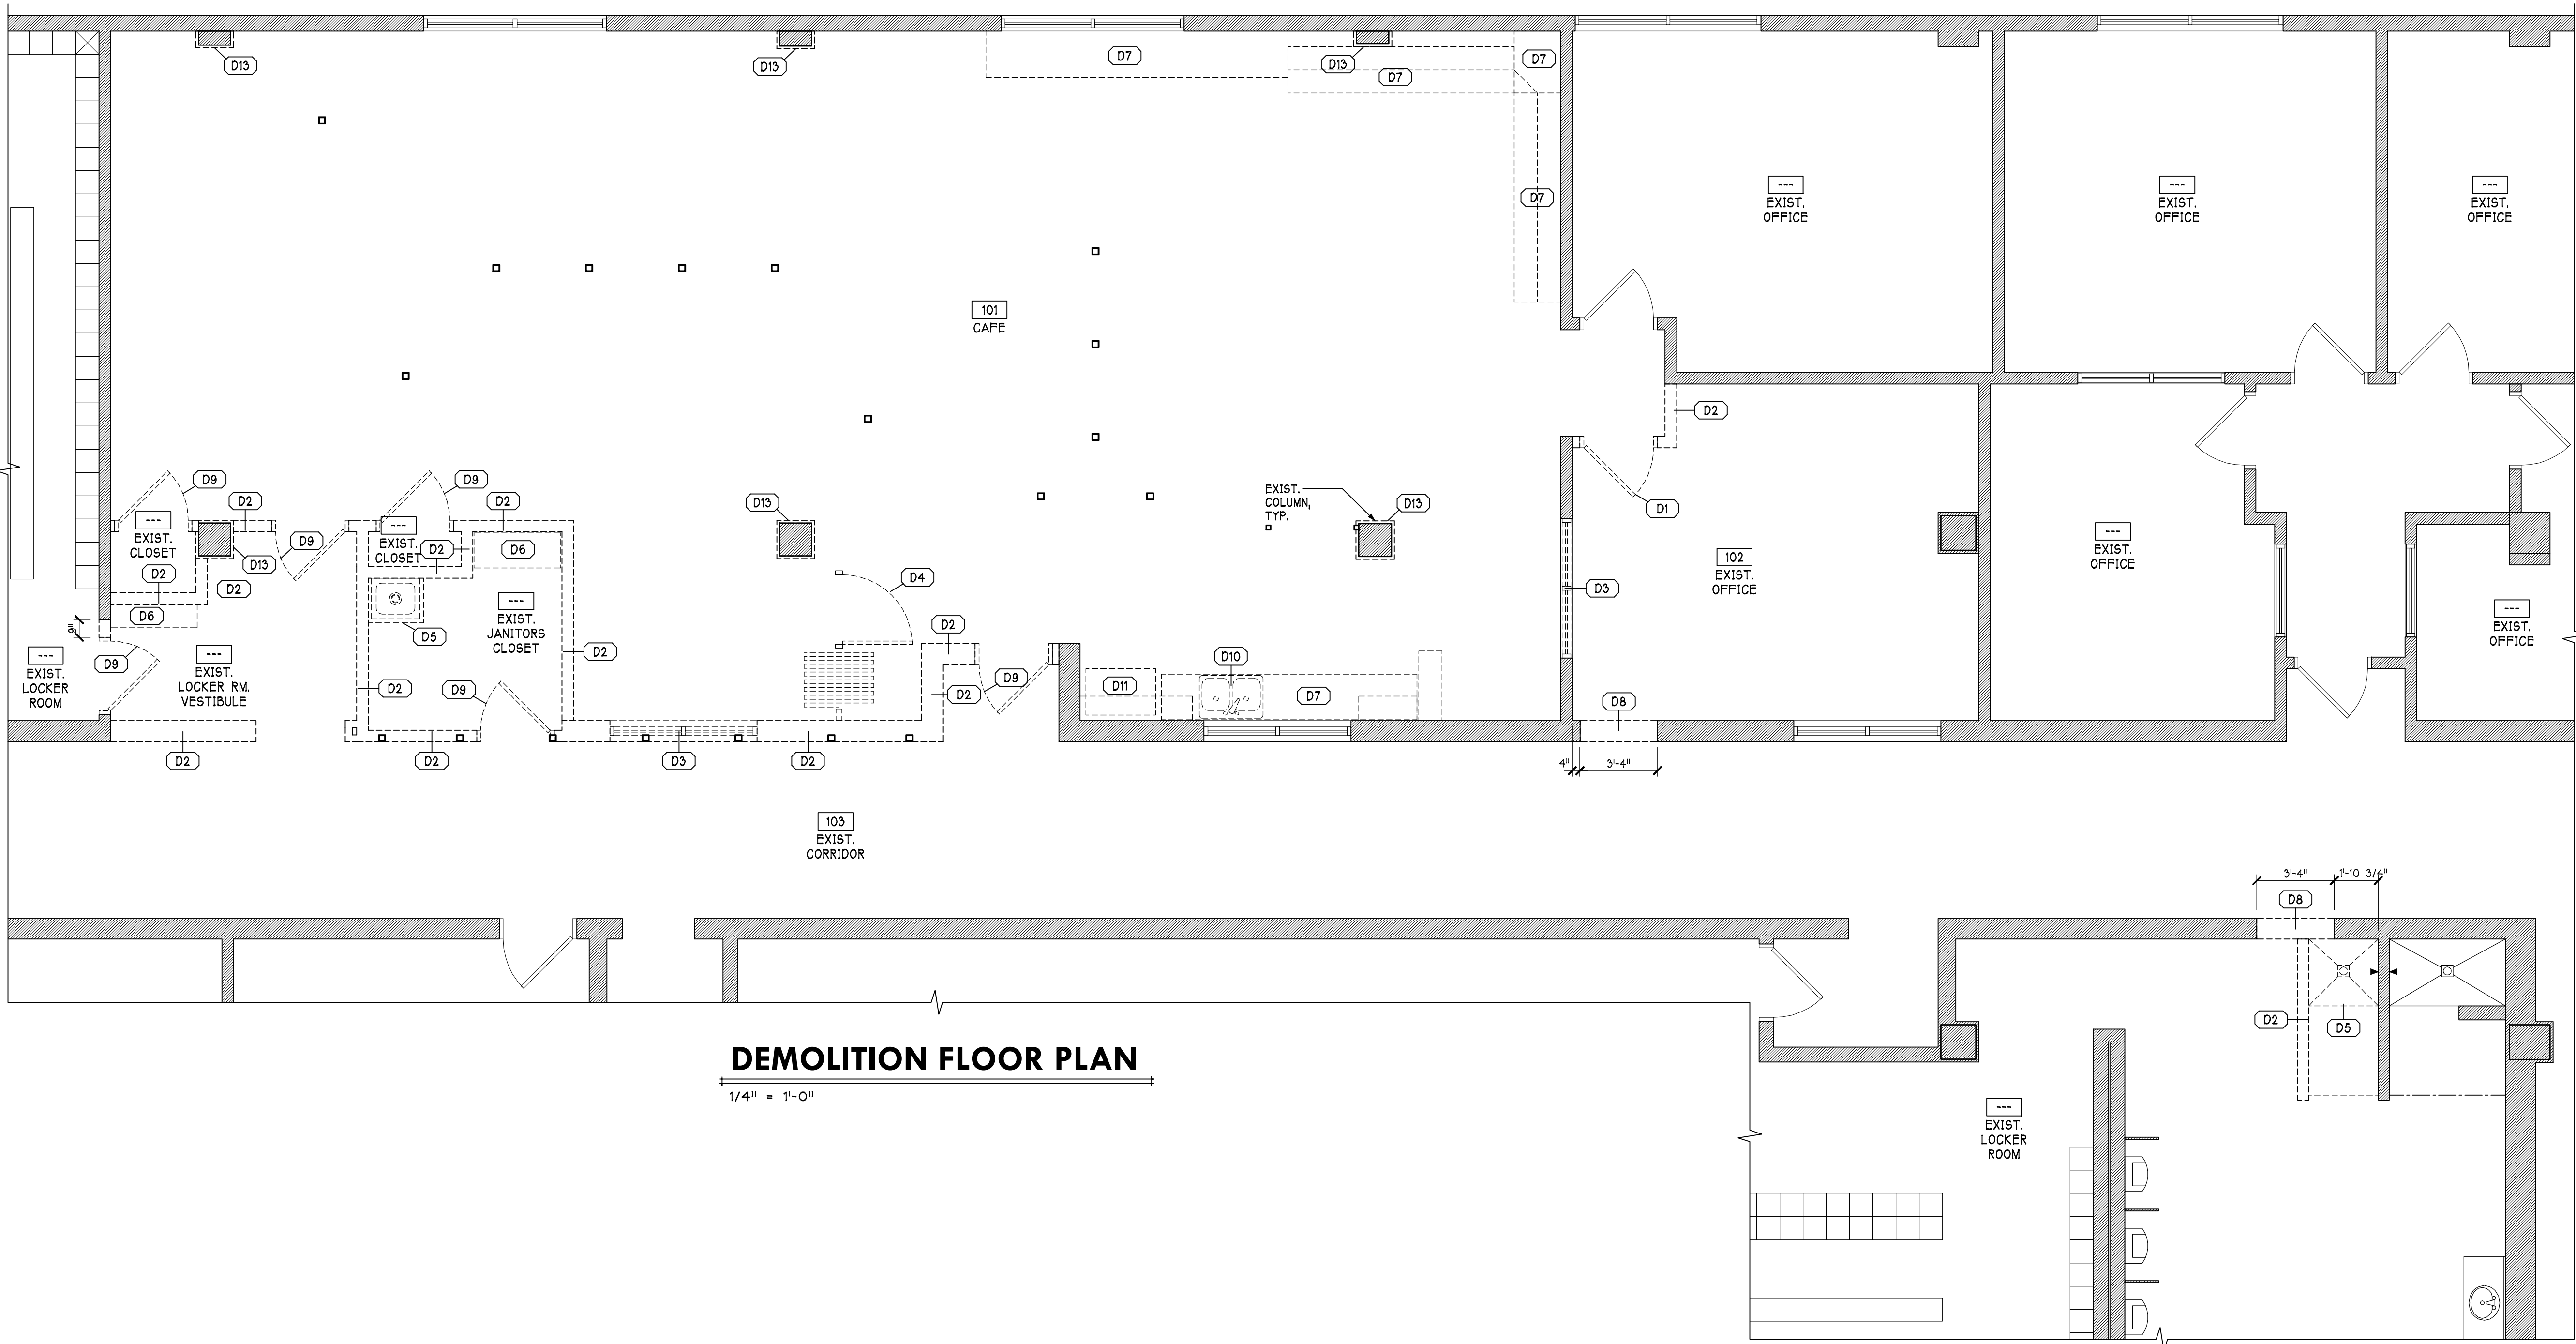 D13
D13
D7
D13
D7
D7
D7
---
EXIST.
OFFICE
---
EXIST.
OFFICE
---
EXIST.
OFFICE
101
CAFE
D2
D9
D2
D9
D2
D13
EXIST.
COLUMN,
TYP.
D13
D1
---
EXIST.
CLOSET
D9
D13
---
EXIST.
CLOSET
D2
D6
D2
D2
D6
D4
102
EXIST.
OFFICE
D3
---
EXIST.
OFFICE
---
EXIST.
OFFICE
9"
D5
---
EXIST.
JANITORS
CLOSET
D2
D2
---
EXIST.
LOCKER
ROOM
D9
---
EXIST.
LOCKER RM.
VESTIBULE
D2
D9
D2
D9
D11
D10
D7
D8
D2
D2
D3
D2
4"
3'-4"
103
EXIST.
CORRIDOR
3'-4"
1'-10 3/4"
D8
D2
D5
DEMOLITION FLOOR PLAN
1/4" = 1'-0"
---
EXIST.
LOCKER
ROOM